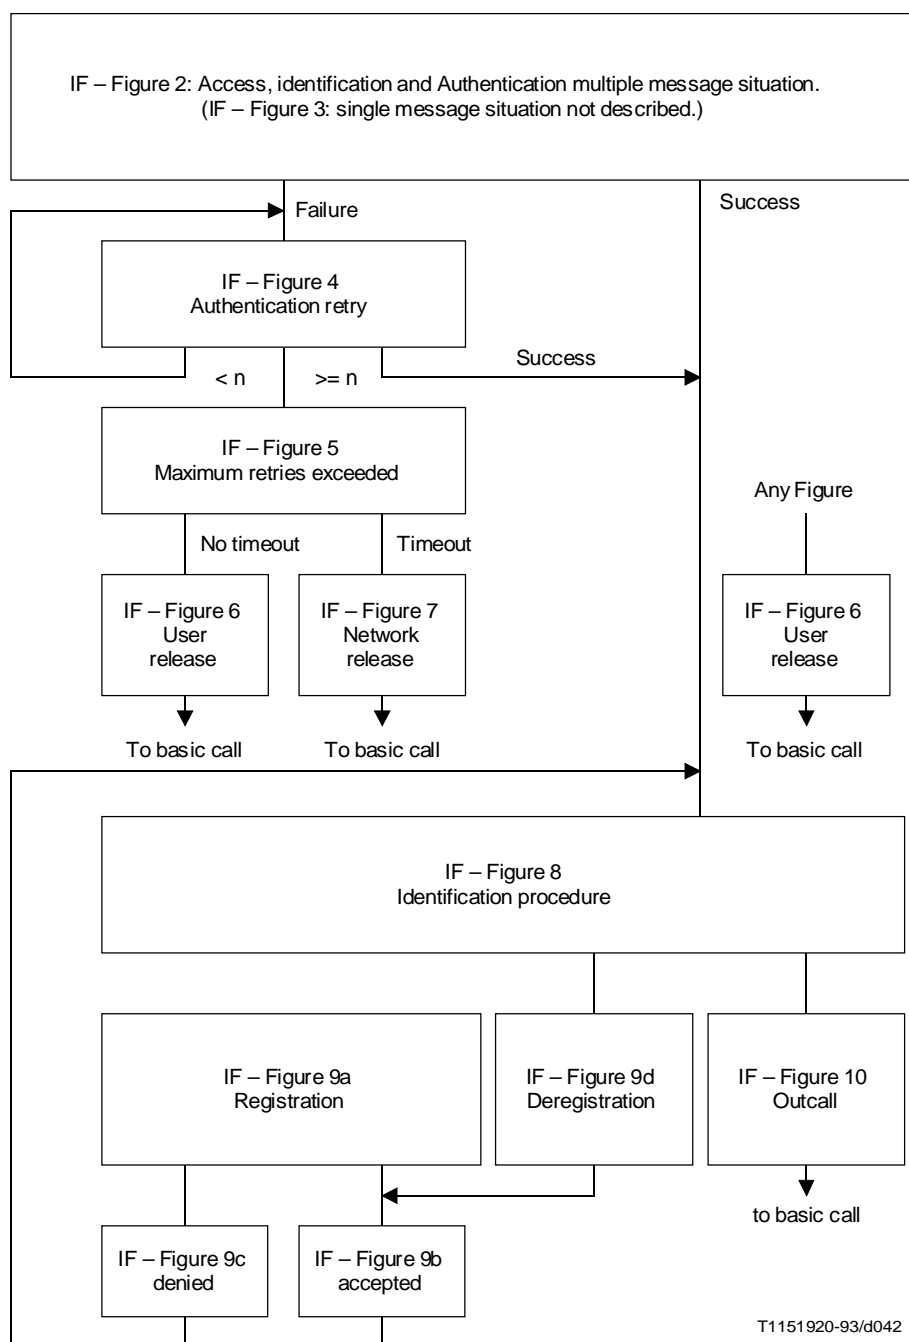 IF – Figure 2: Access, identification and Authentication multiple message situation.
(IF – Figure 3: single message situation not described.)
Failure
Success
IF – Figure 4
Authentication retry
< n
>= n
Success
IF – Figure 5
Maximum retries exceeded
Any Figure
No timeout
Timeout
IF – Figure 6
User
release
IF – Figure 7
Network
release
IF – Figure 6
User
release
To basic call
To basic call
To basic call
IF – Figure 8
Identification procedure
IF – Figure 9a
Registration
IF – Figure 9d
Deregistration
IF – Figure 10
Outcall
to basic call
IF – Figure 9c
denied
IF – Figure 9b
accepted
T1151920-93/d042